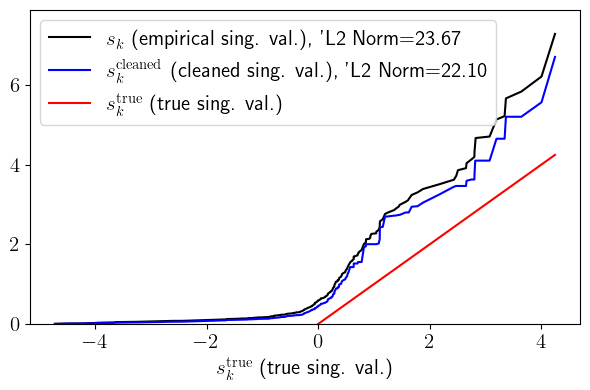 6
4
2
0
−4
−2
0
2
4
s_k (empirical sing. val.), 'L2 Norm=23.67
s_k^cleaned (cleaned sing. val.), 'L2 Norm=22.10
s_k^true (true sing. val.)
s_k^true (true sing. val.)